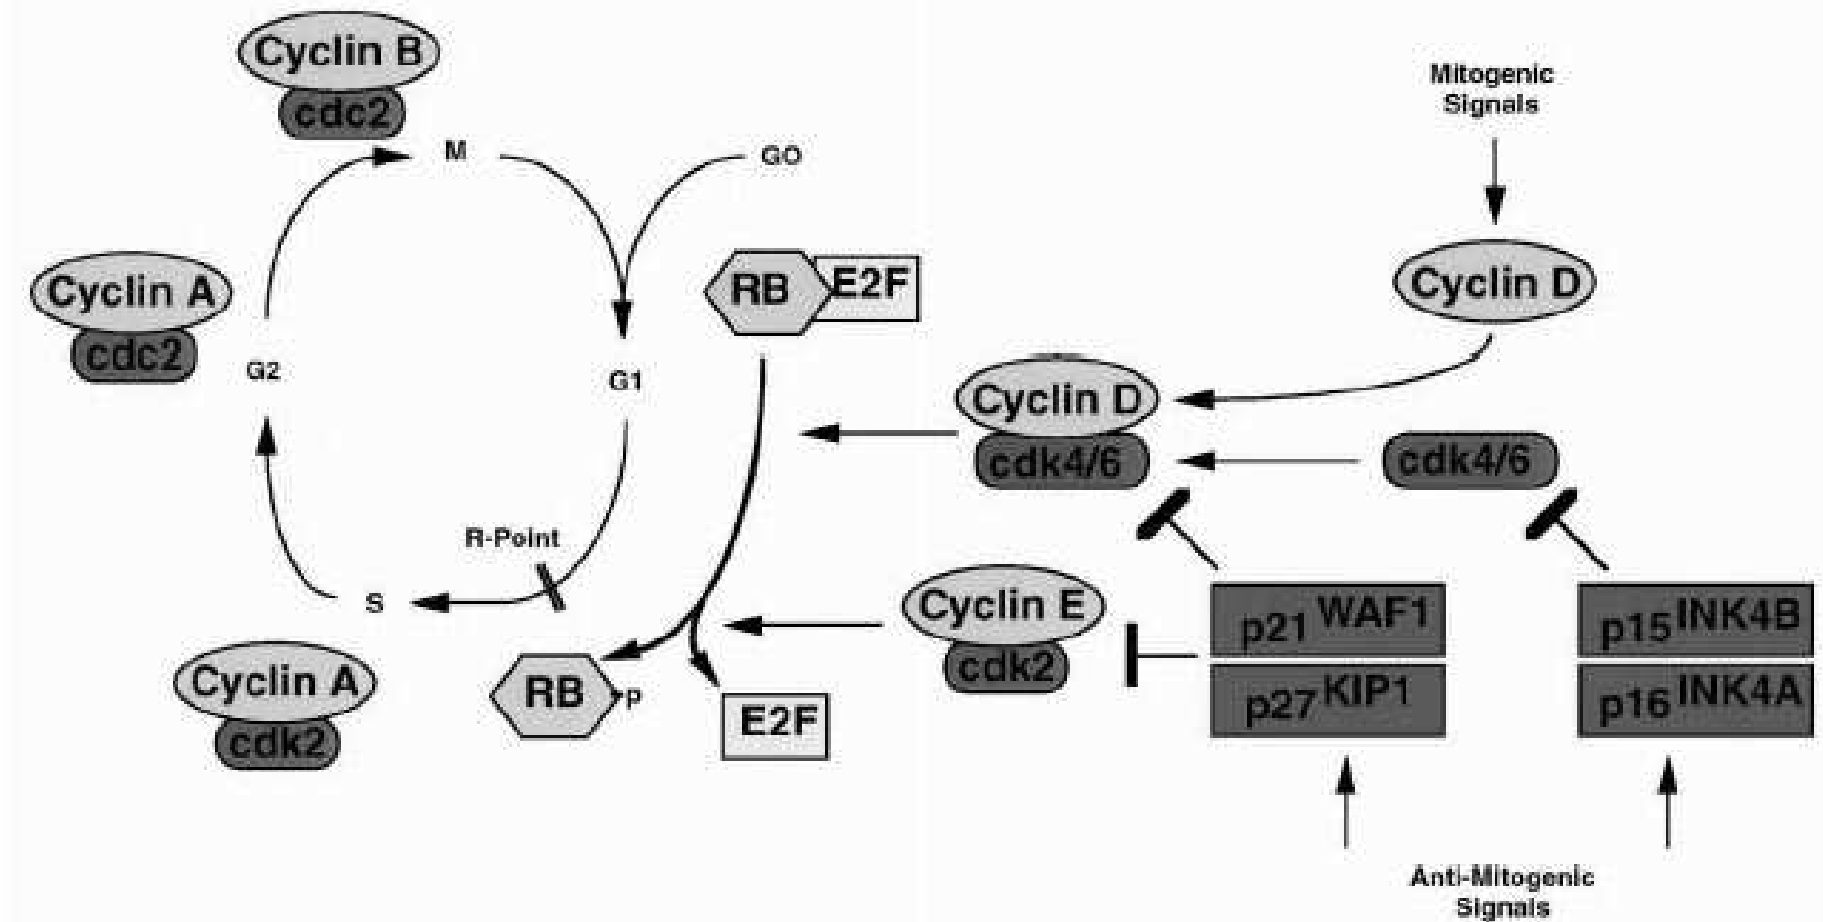 Cyclin B
cdc2
M
GO
Mitogenic
Signals
Cyclin A
cdc2
G2
G1
RB
E2F
Cyclin D
Cyclin D
cdk4/6
cdk4/6
R-Point
S
Cyclin A
cdk2
RB
P
E2F
Cyclin E
cdk2
p21 WAF1
p27 KIP1
p15 INK4B
p16 INK4A
Anti-Mitogenic
Signals